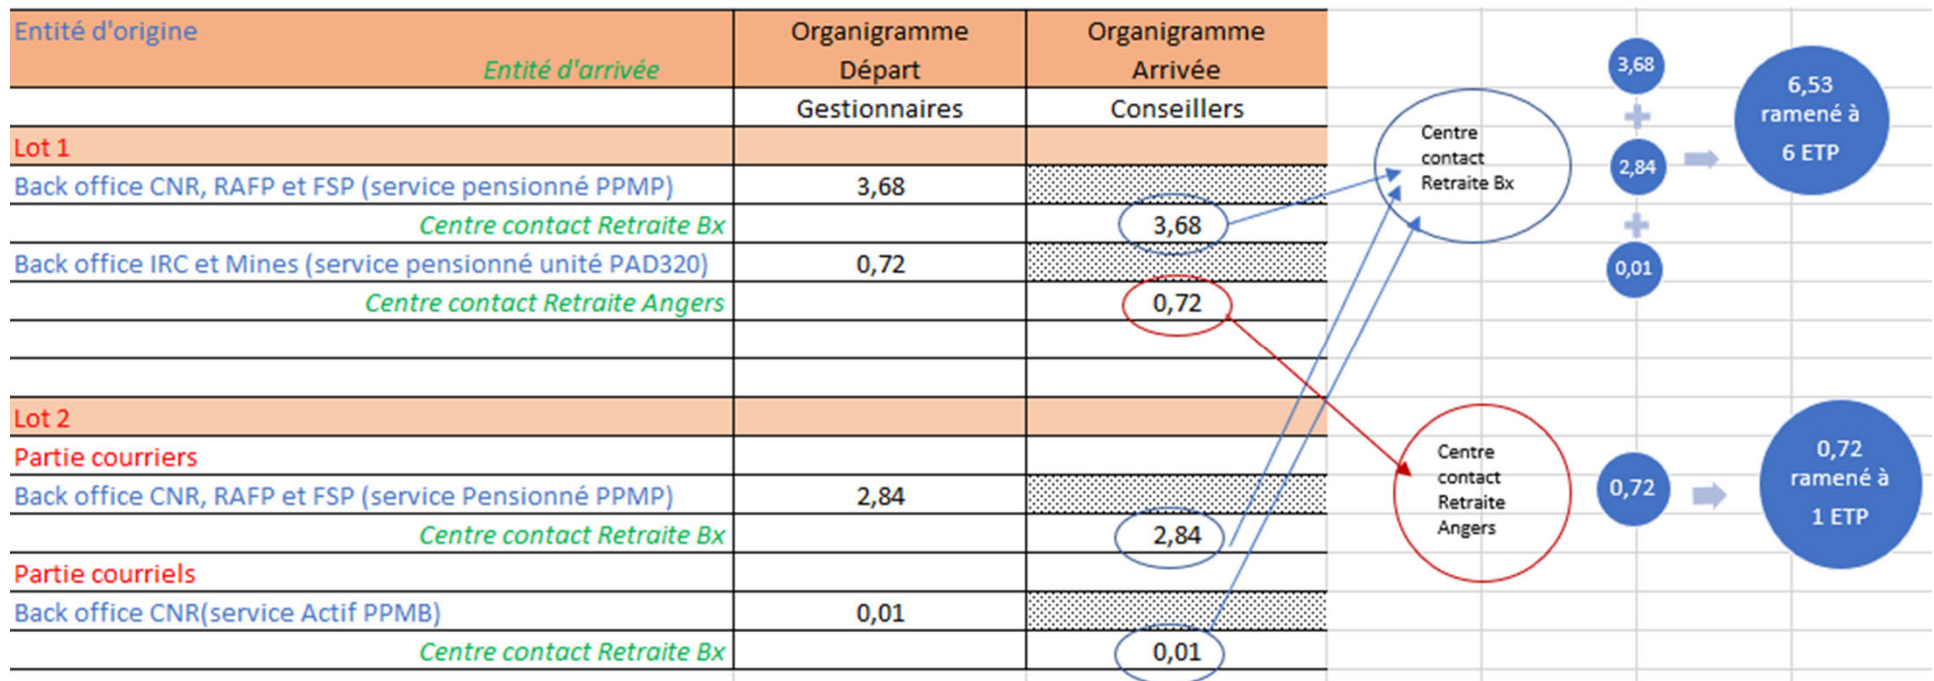 Entité d'origine
Entité d'arrivée
Organigramme
Départ
Organigramme
Arrivée
Gestionnaires
Conseillers
Lot 1
Back office CNR, RAFP et FSP (service pensionné PPMP)
3,68
Centre contact Retraite Bx
3,68
Back office IRC et Mines (service pensionné unité PAD320)
0,72
Centre contact Retraite Angers
0,72
Lot 2
Partie courriers
Back office CNR, RAFP et FSP (service Pensionné PPMP)
2,84
Centre contact Retraite Bx
2,84
Partie courriels
Back office CNR(service Actif PPMB)
0,01
Centre contact Retraite Bx
0,01
Centre
contact
Retraite Bx
3,68
2,84
0,01
6,53
ramené à
6 ETP
Centre
contact
Retraite
Angers
0,72
0,72
ramené à
1 ETP